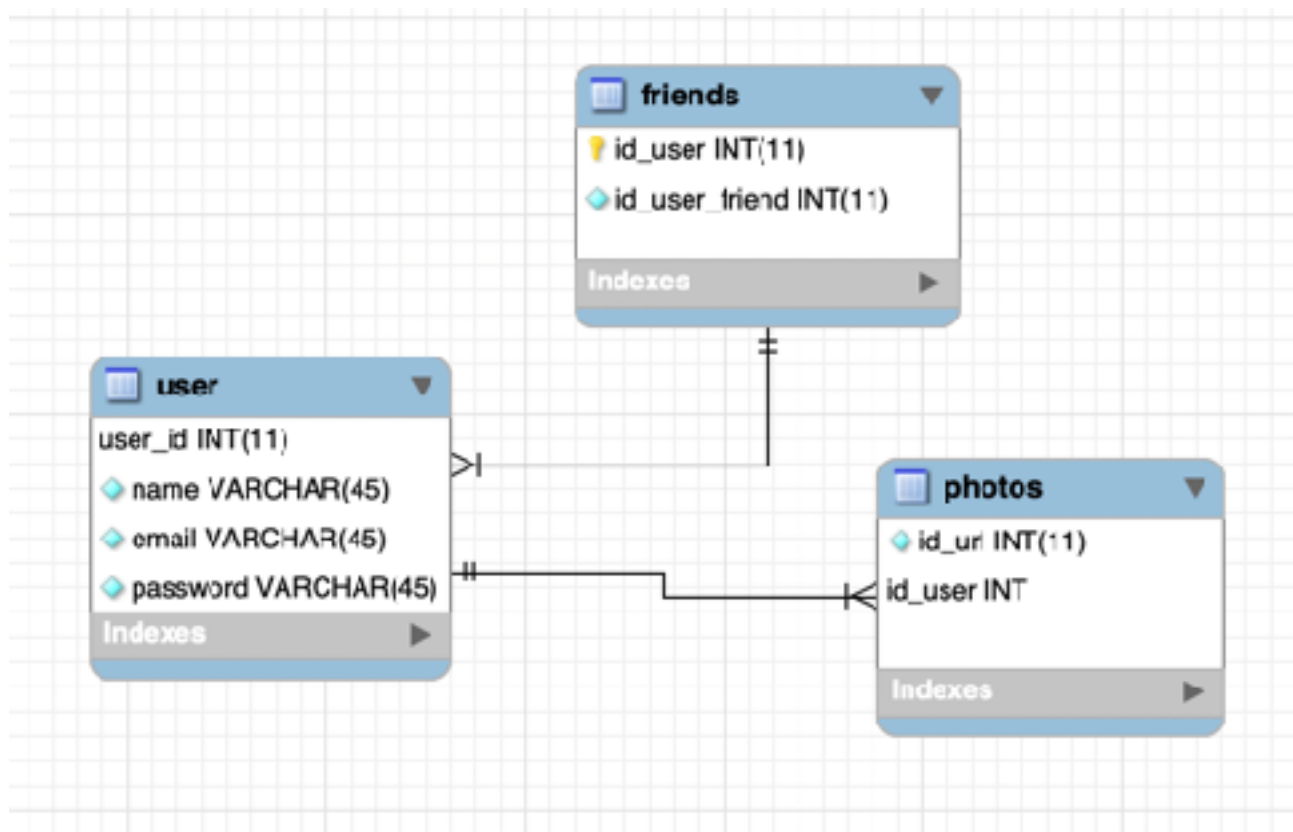 friends
id_user INT(11)
id_user_friend INT(11)
Indexes
user
user_id INT(11)
name VARCHAR(45)
email VARCHAR(45)
password VARCHAR(45)
Indexes
photos
id_url INT(11)
id_user INT
Indexes